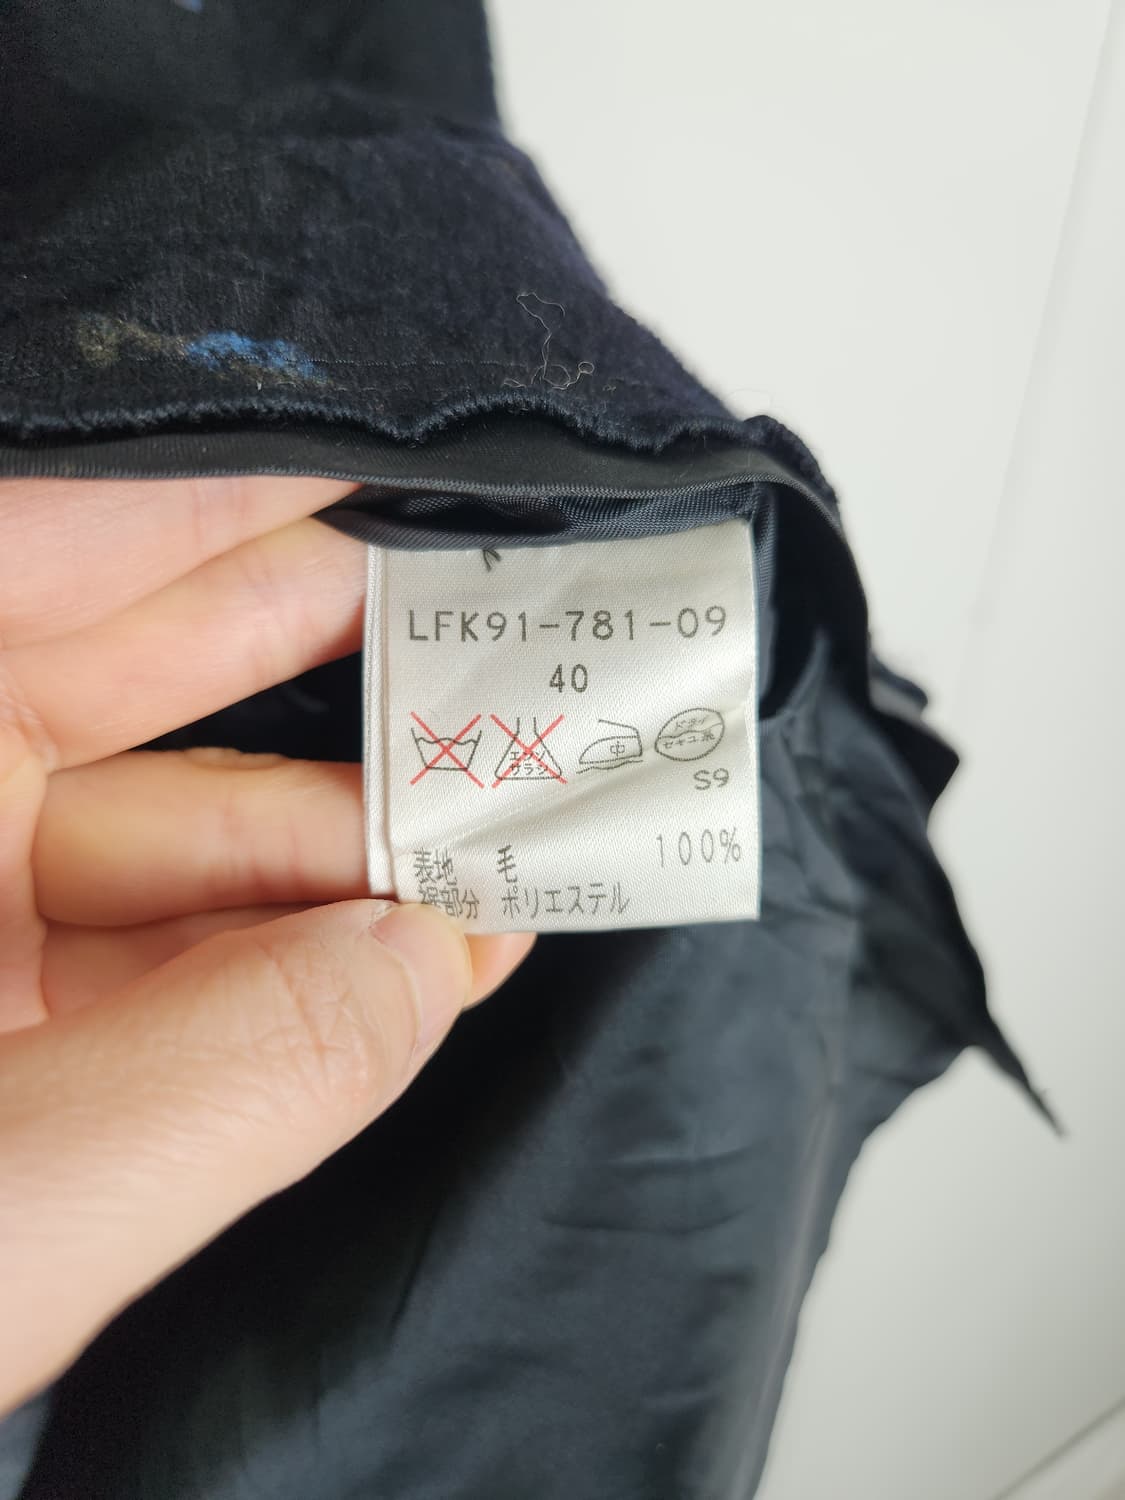 LFK91-781-09
40
エンソ
サラシ
中
ドライ
セキユ系
S9
表地 毛 100%
裾部分 ポリエステル